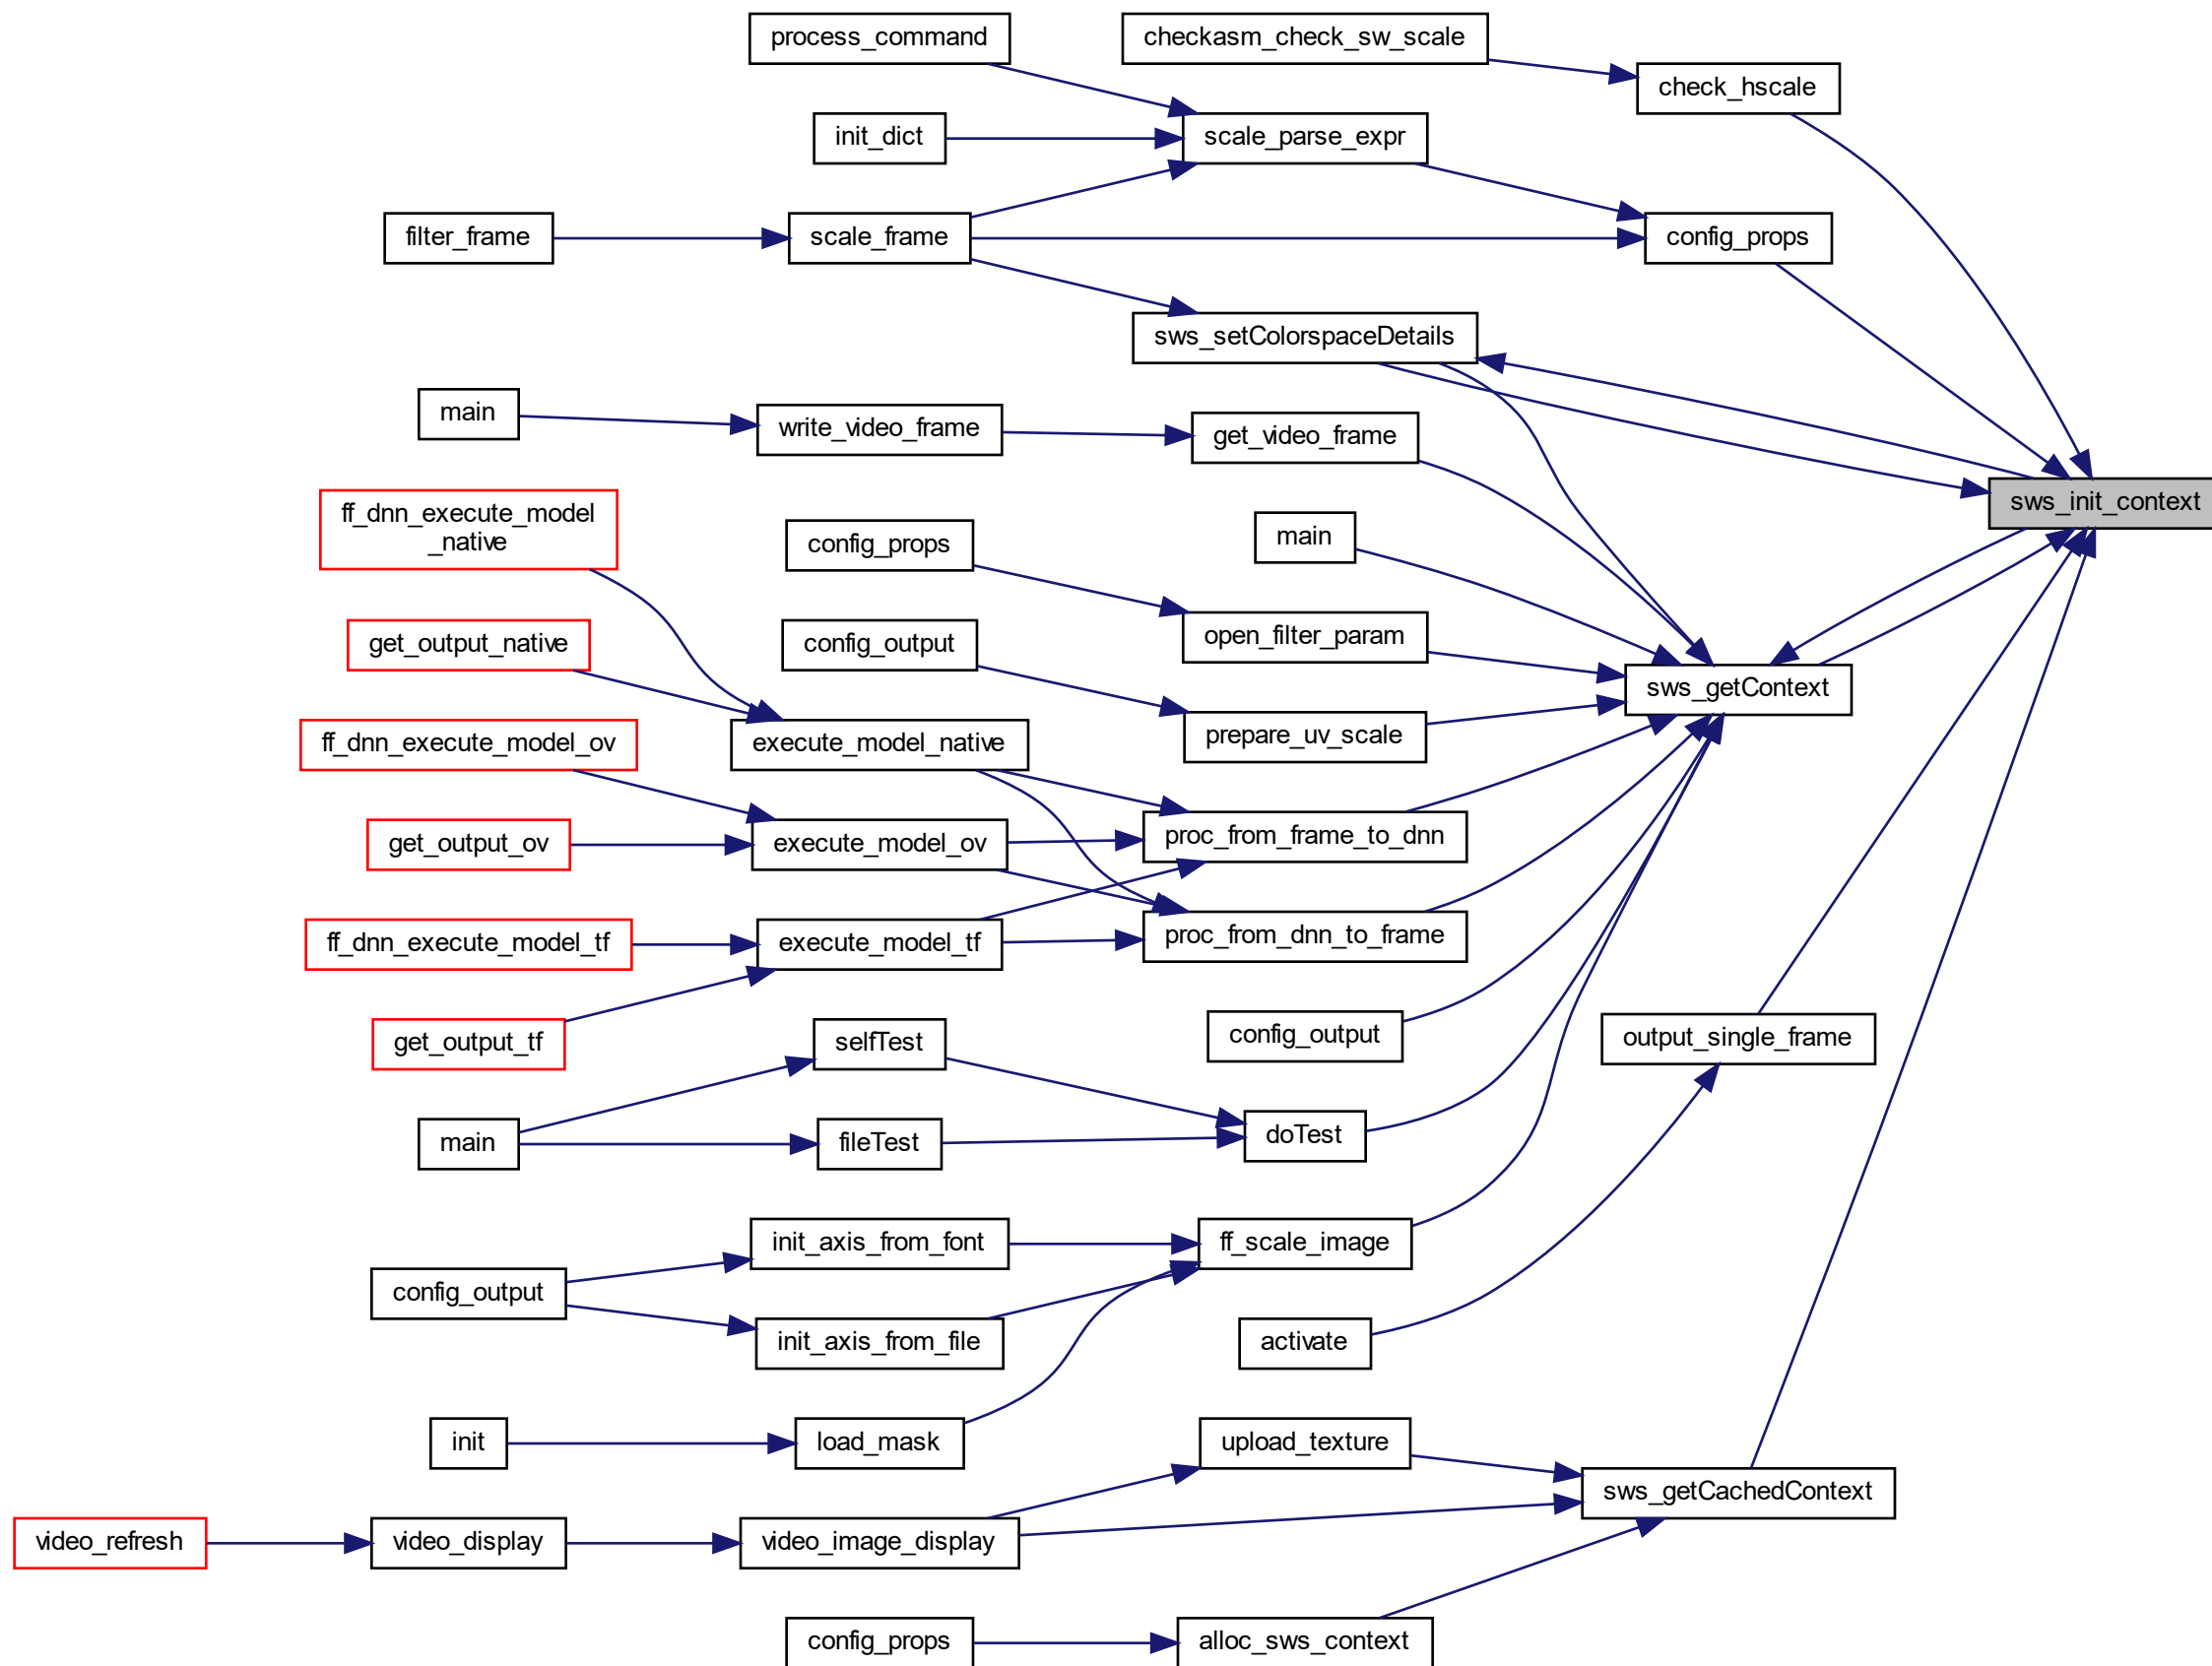 process_command
checkasm_check_sw_scale
check_hscale
init_dict
scale_parse_expr
filter_frame
scale_frame
config_props
sws_setColorspaceDetails
main
write_video_frame
get_video_frame
sws_init_context
ff_dnn_execute_model
_native
config_props
main
get_output_native
config_output
open_filter_param
sws_getContext
ff_dnn_execute_model_ov
execute_model_native
prepare_uv_scale
get_output_ov
execute_model_ov
proc_from_frame_to_dnn
ff_dnn_execute_model_tf
execute_model_tf
proc_from_dnn_to_frame
get_output_tf
selfTest
config_output
output_single_frame
main
fileTest
doTest
init_axis_from_font
ff_scale_image
config_output
init_axis_from_file
activate
init
load_mask
upload_texture
sws_getCachedContext
video_refresh
video_display
video_image_display
config_props
alloc_sws_context